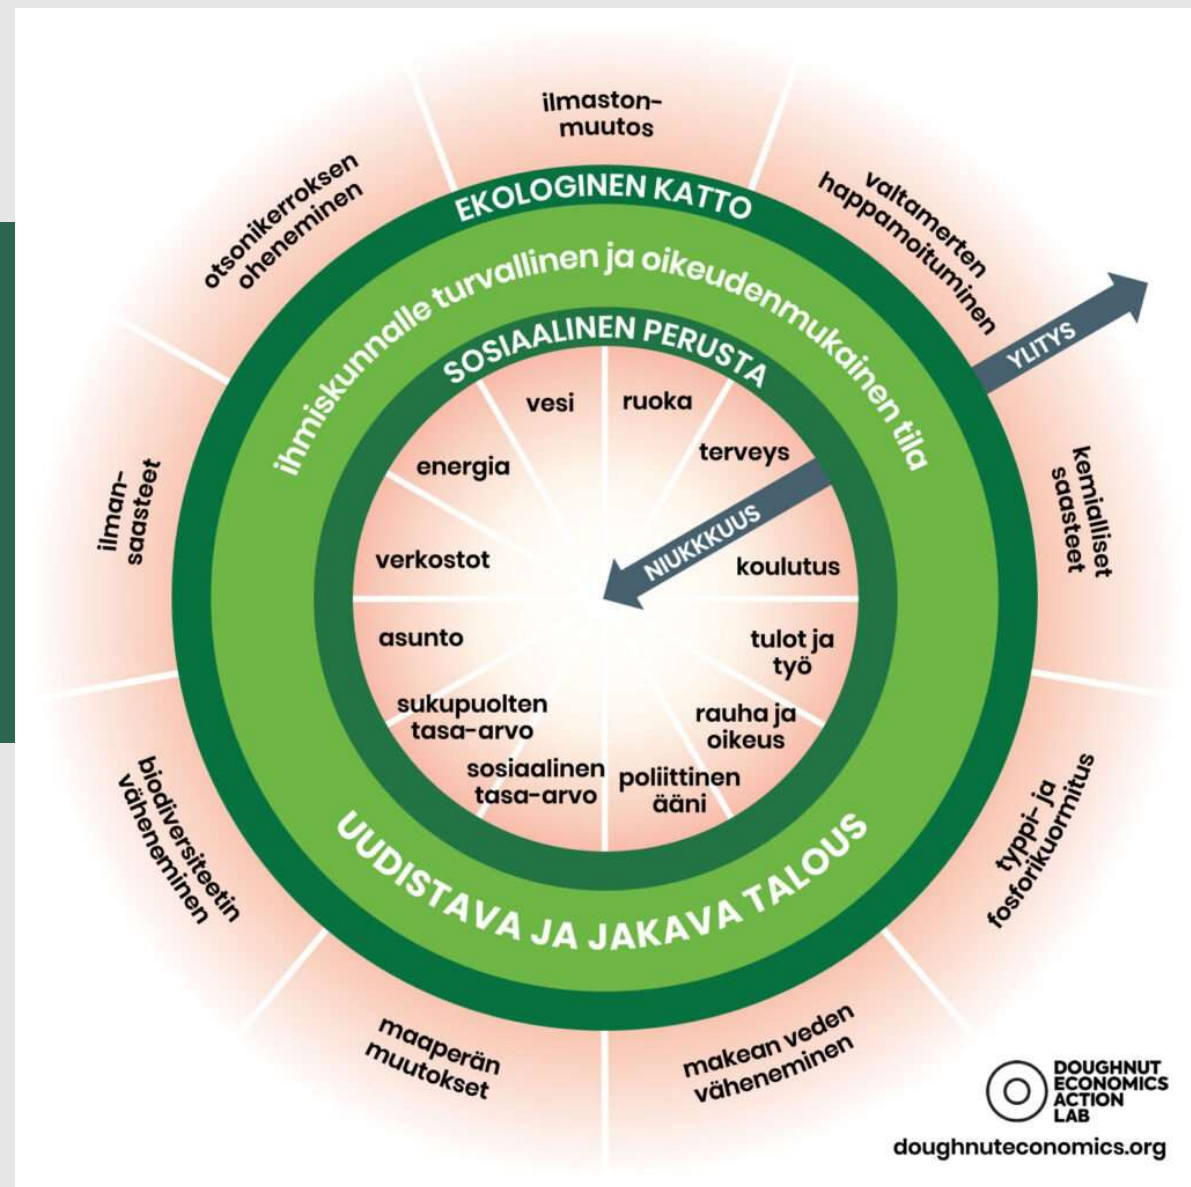 ilmaston-
muutos
valtamerten
happamoituminen
YLITYS
kemialliset
saasteet
typpi- ja
fosforikuormitus
makean veden
väheneminen
maaperän
muutokset
biodiversiteetin
väheneminen
ilman-
saasteet
otsonikerroksen
oheneminen
EKOLOGINEN KATTO
ihmiskunnalle turvallinen ja oikeudenmukainen tila
SOSIAALINEN PERUSTA
vesi
ruoka
terveys
NIUKKKUUS
koulutus
tulot ja
työ
rauha ja
oikeus
poliittinen
ääni
sosiaalinen
tasa-arvo
sukupuolten
tasa-arvo
asunto
verkostot
energia
UUDISTAVA JA JAKAVA TALOUS
DOUGHNUT
ECONOMICS
ACTION
LAB
doughnuteconomics.org